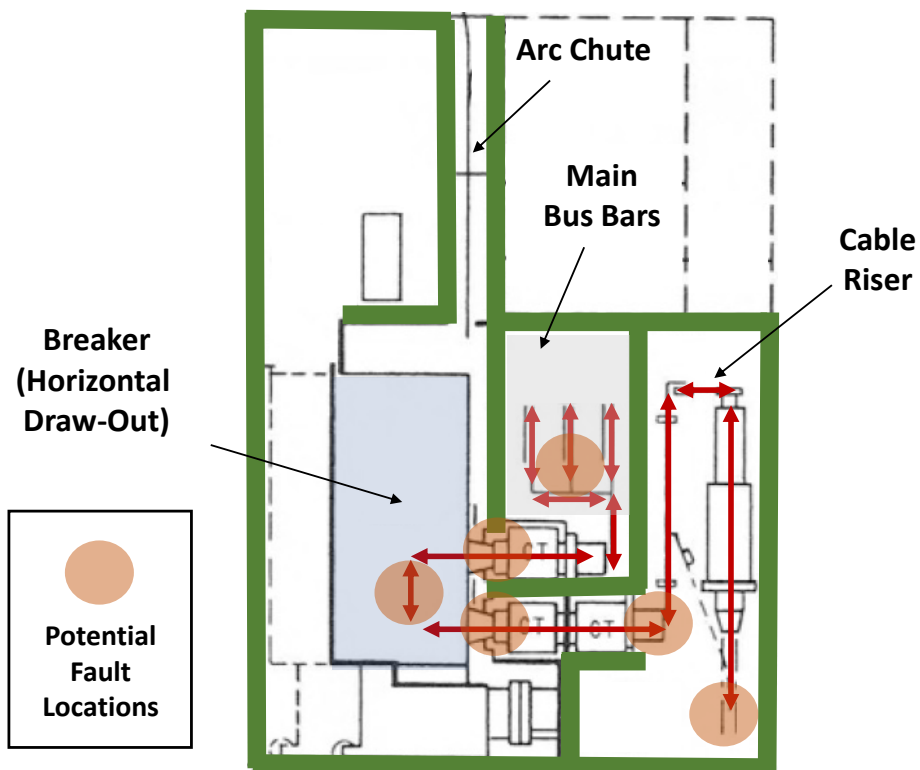 Arc Chute
Main
Bus Bars
Cable
Riser
Breaker
(Horizontal
Draw-Out)
CT
CT
CT
Potential
Fault
Locations